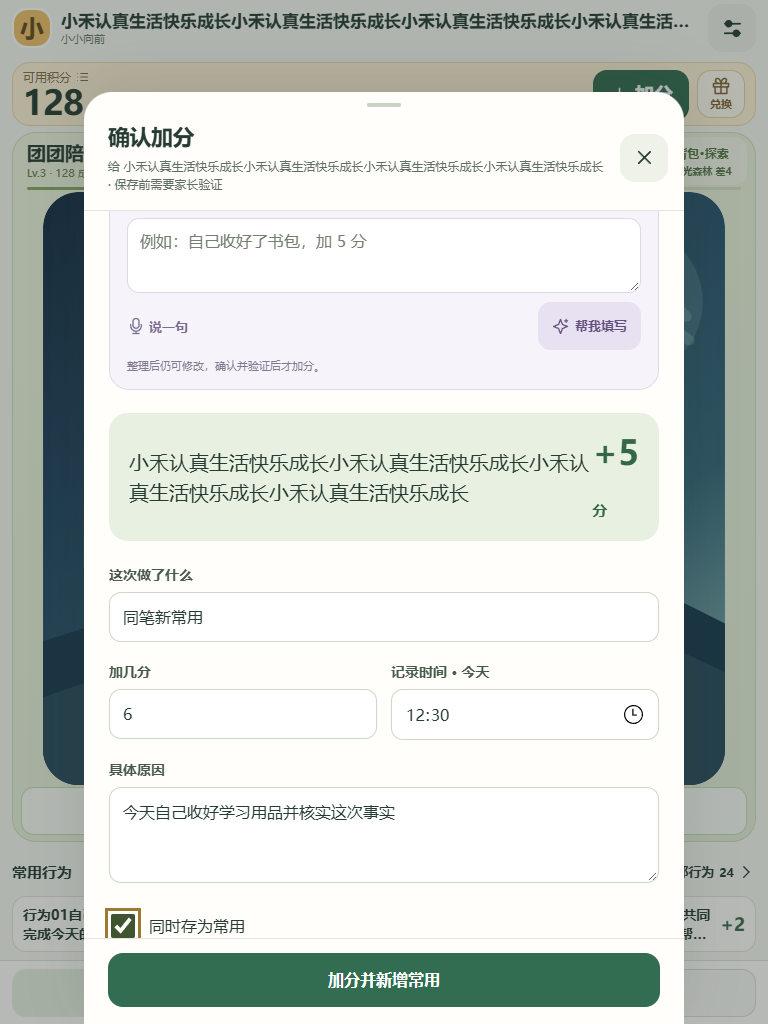 小
小禾认真生活快乐成长小禾认真生活快乐成长小禾认真生活快乐成长小禾认真生活...
小小向前
可用积分
128
兑换
团团陪
Lv.3 · 128
包•探索
光森林 差4
确认加分
给 小禾认真生活快乐成长小禾认真生活快乐成长小禾认真生活快乐成长小禾认真生活快乐成长
· 保存前需要家长验证
例如：自己收好了书包，加 5 分
说一句
帮我填写
整理后仍可修改，确认并验证后才加分。
小禾认真生活快乐成长小禾认真生活快乐成长小禾认
真生活快乐成长小禾认真生活快乐成长
+5
分
这次做了什么
同笔新常用
加几分
记录时间 • 今天
6
12:30
具体原因
今天自己收好学习用品并核实这次事实
同时存为常用
常用行为
行为 24
行为01自
完成今天
共同
帮...
+2
加分并新增常用